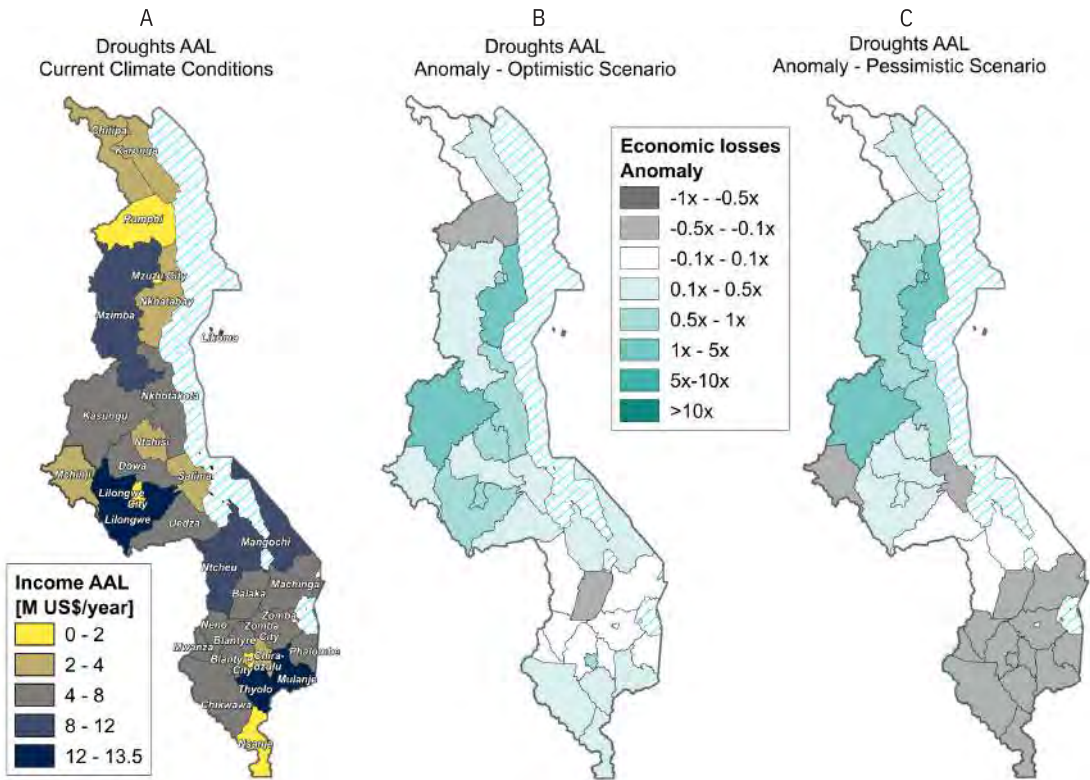 A
Droughts AAL
Current Climate Conditions
B
Droughts AAL
Anomaly - Optimistic Scenario
C
Droughts AAL
Anomaly - Pessimistic Scenario
Chitipa
Karonga
Rumphi
Mzuzu City
Nkhatabay
Mzimba
Likoma
Nkhotakota
Kasungu
Ntchisi
Dowa
Mchinji
Salima
Lilongwe
City
Lilongwe
Dedza
Mangochi
Ntcheu
Machinga
Balaka
Zomba
Neno
Zomba
City
Mwanza
Blantyre
Phalombe
Blantyre
City
Chira-
dzulu
Mulanje
Thyolo
Chikwawa
Nsanje
Income AAL
[M US$/year]
0 - 2
2 - 4
4 - 8
8 - 12
12 - 13.5
Economic losses
Anomaly
-1x - -0.5x
-0.5x - -0.1x
-0.1x - 0.1x
0.1x - 0.5x
0.5x - 1x
1x - 5x
5x-10x
>10x